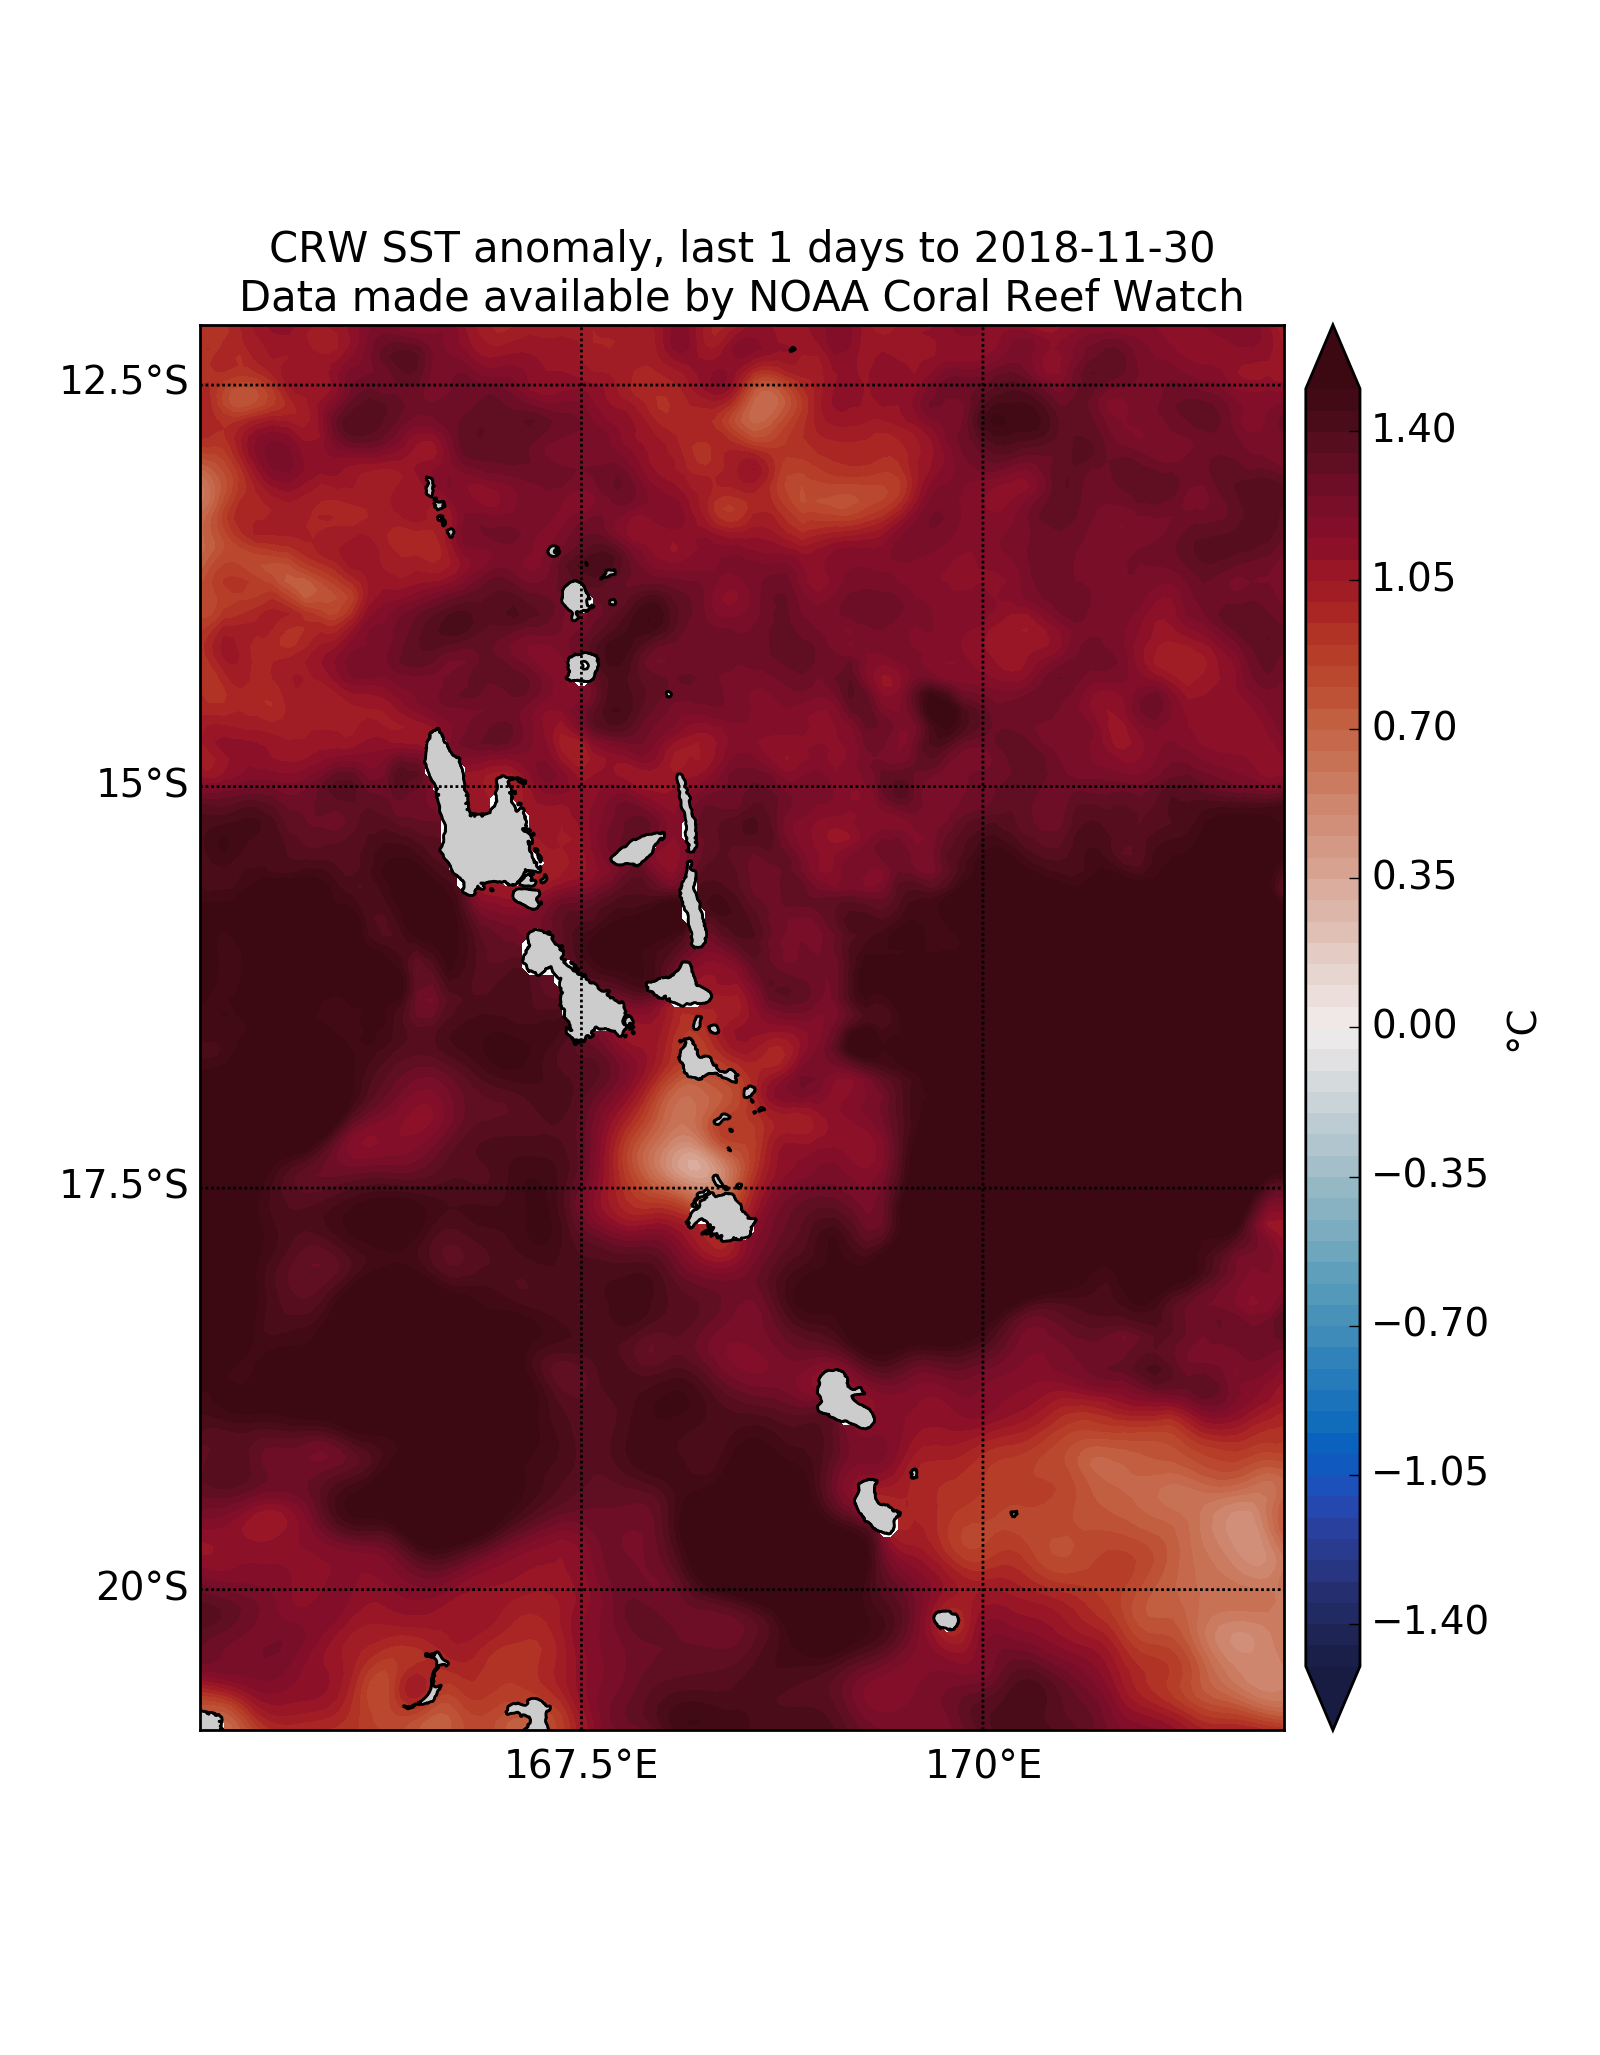 CRW SST anomaly, last 1 days to 2018-11-30
Data made available by NOAA Coral Reef Watch
12.5°S
15°S
17.5°S
20°S
167.5°E
170°E
1.40
1.05
0.70
0.35
0.00
−0.35
−0.70
−1.05
−1.40
°C